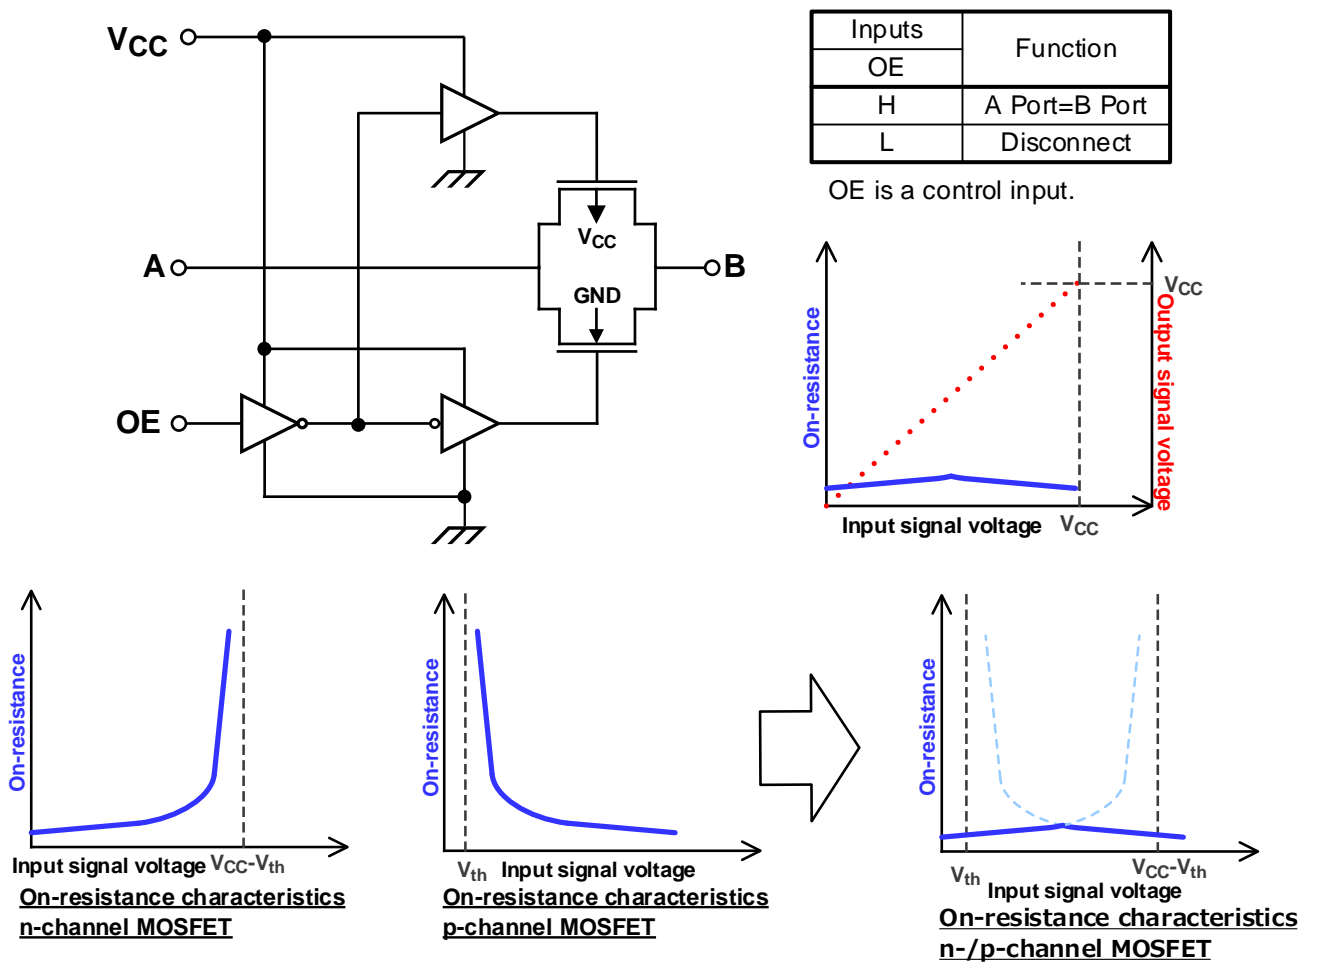 VCC
A
B
OE
VCC
GND
Inputs
Function
OE
H
A Port=B Port
L
Disconnect
OE is a control input.
On-resistance
Output signal voltage
VCC
Input signal voltage
VCC
On-resistance
Input signal voltage
VCC-Vth
On-resistance characteristics
n-channel MOSFET
On-resistance
Vth
Input signal voltage
On-resistance characteristics
p-channel MOSFET
On-resistance
Vth
VCC-Vth
Input signal voltage
On-resistance characteristics
n-/p-channel MOSFET